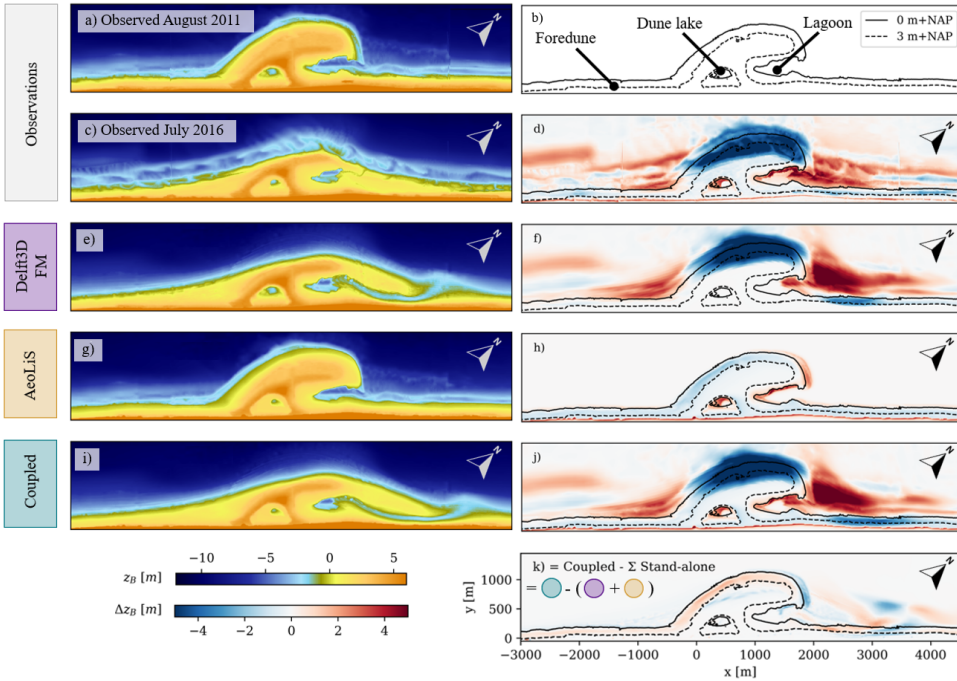 a) Observed August 2011
N
b)
Foredune
Dune lake
Lagoon
0 m+NAP
3 m+NAP
Observations
c) Observed July 2016
N
d)
N
Delft3D
FM
e)
N
f)
N
AeoLiS
g)
N
h)
N
Coupled
i)
N
j)
N
−10
−5
0
5
z_B [m]
Δz_B [m]
−4
−2
0
2
4
k) = Coupled - Σ Stand-alone
= - ( + )
y [m]
1000
500
0
−3000
−2000
−1000
0
1000
2000
3000
4000
x [m]